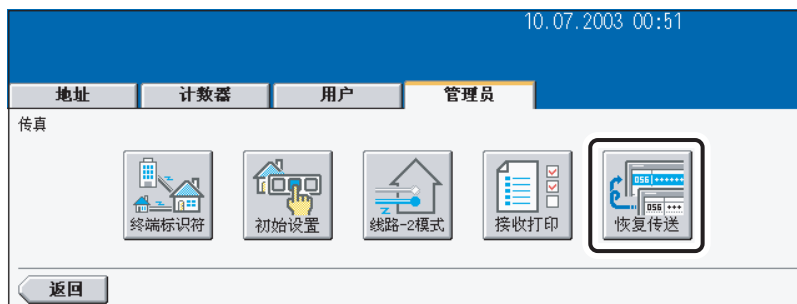 10.07.2003 00:51
地址 计数器 用户 管理员
传真
056 ******
056 ***
终端标识符 初始设置 线路-2模式 接收打印 恢复传送
返回